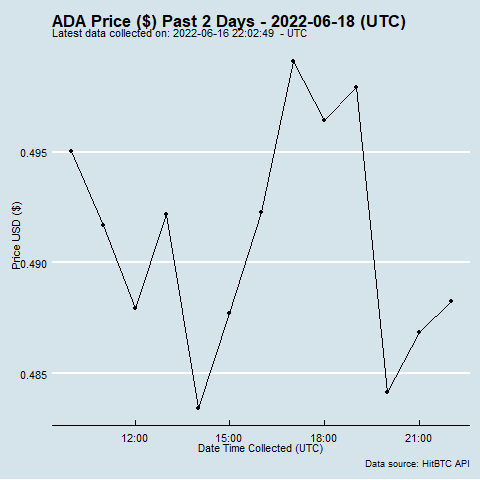 ADA Price ($) Past 2 Days - 2022-06-18 (UTC)
Latest data collected on: 2022-06-16 22:02:49 - UTC
0.495
Price USD ($)
0.490
0.485
12:00 15:00 18:00 21:00
Date Time Collected (UTC)
Data source: HitBTC API